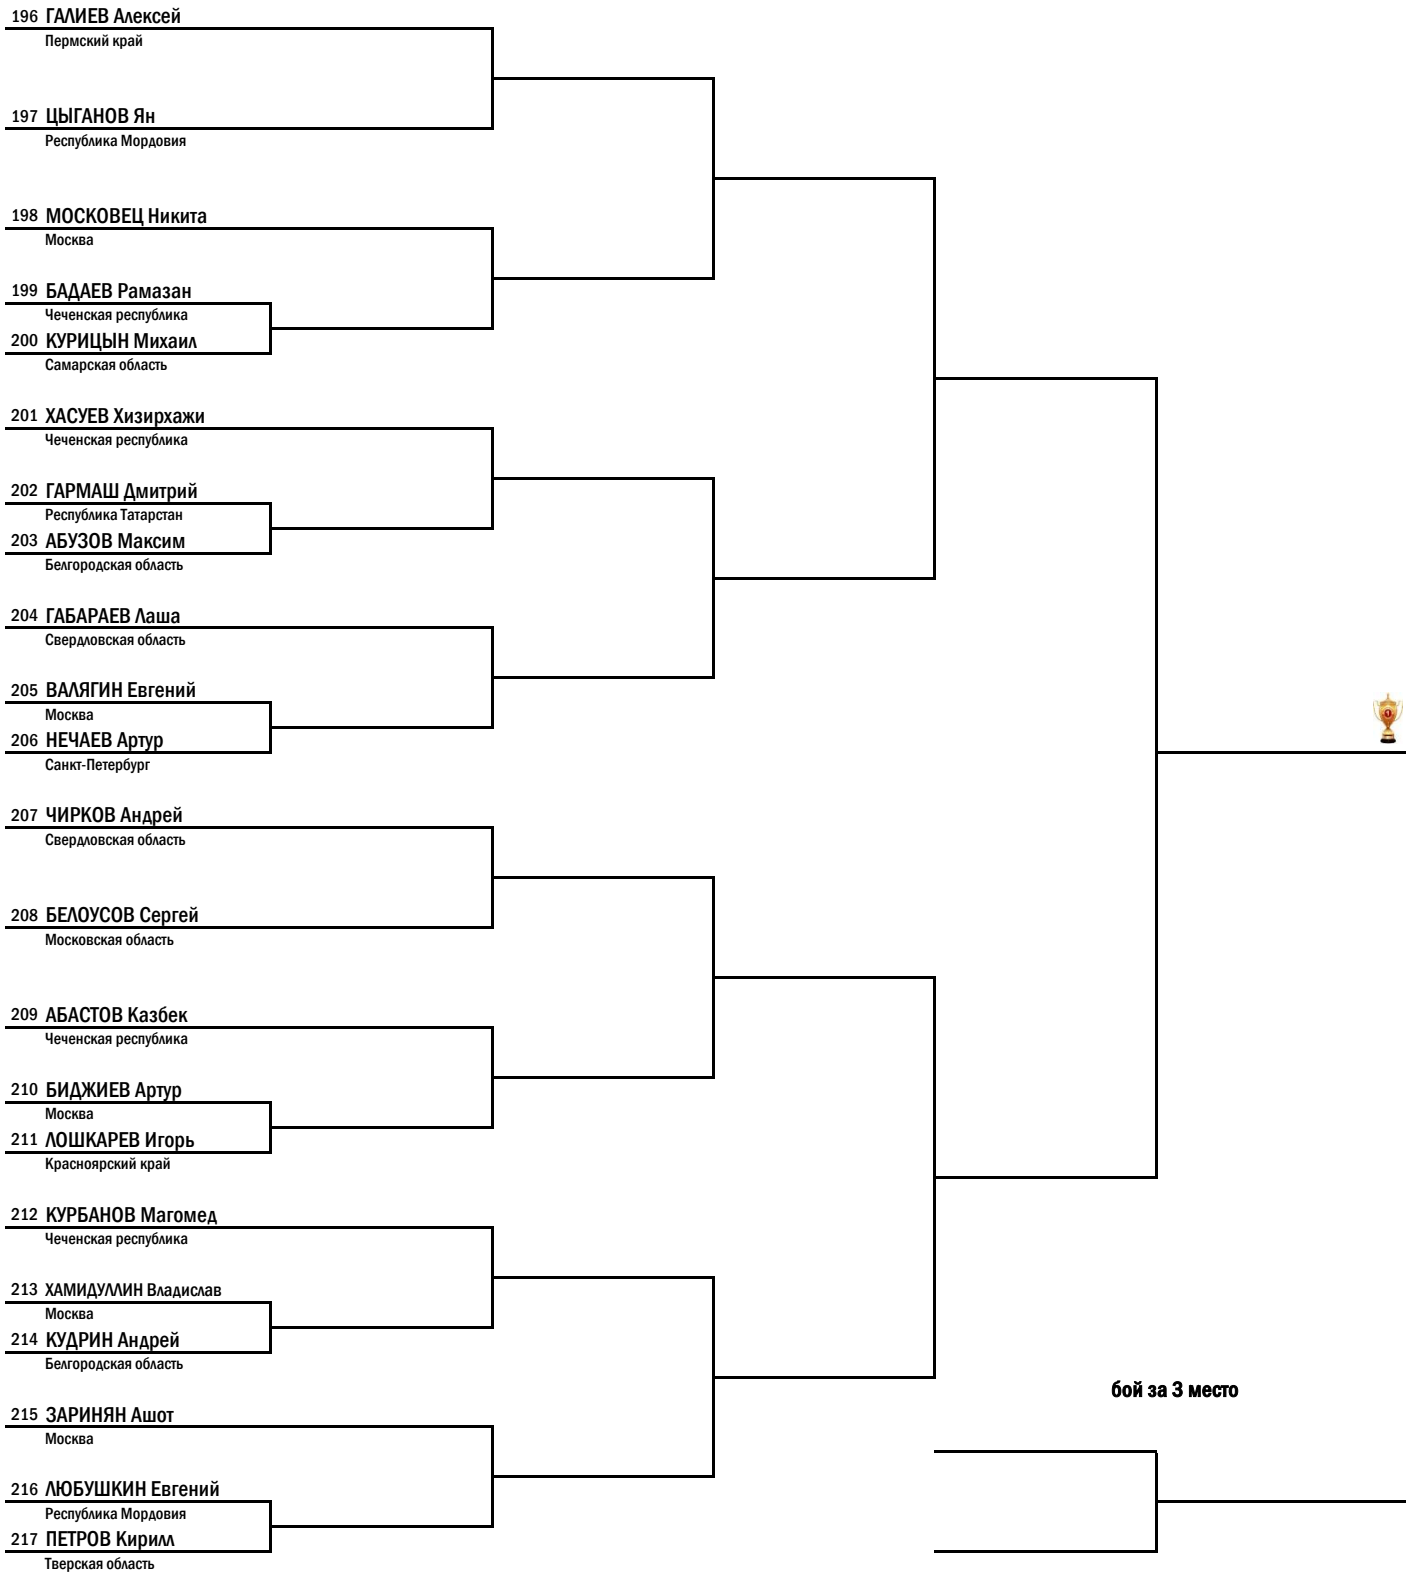 196 ГАЛИЕВ Алексей
Пермский край
197 ЦЫГАНОВ Ян
Республика Мордовия
198 МОСКОВЕЦ Никита
Москва
199 БАДАЕВ Рамазан
Чеченская республика
200 КУРИЦЫН Михаил
Самарская область
201 ХАСУЕВ Хизирхажи
Чеченская республика
202 ГАРМАШ Дмитрий
Республика Татарстан
203 АБУЗОВ Максим
Белгородская область
204 ГАБАРАЕВ Лаша
Свердловская область
205 ВАЛЯГИН Евгений
Москва
206 НЕЧАЕВ Артур
Санкт-Петербург
1
207 ЧИРКОВ Андрей
Свердловская область
208 БЕЛОУСОВ Сергей
Московская область
209 АБАСТОВ Казбек
Чеченская республика
210 БИДЖИЕВ Артур
Москва
211 ЛОШКАРЕВ Игорь
Красноярский край
212 КУРБАНОВ Магомед
Чеченская республика
213 ХАМИДУЛЛИН Владислав
Москва
214 КУДРИН Андрей
Белгородская область
бой за 3 место
215 ЗАРИНЯН Ашот
Москва
216 ЛЮБУШКИН Евгений
Республика Мордовия
217 ПЕТРОВ Кирилл
Тверская область